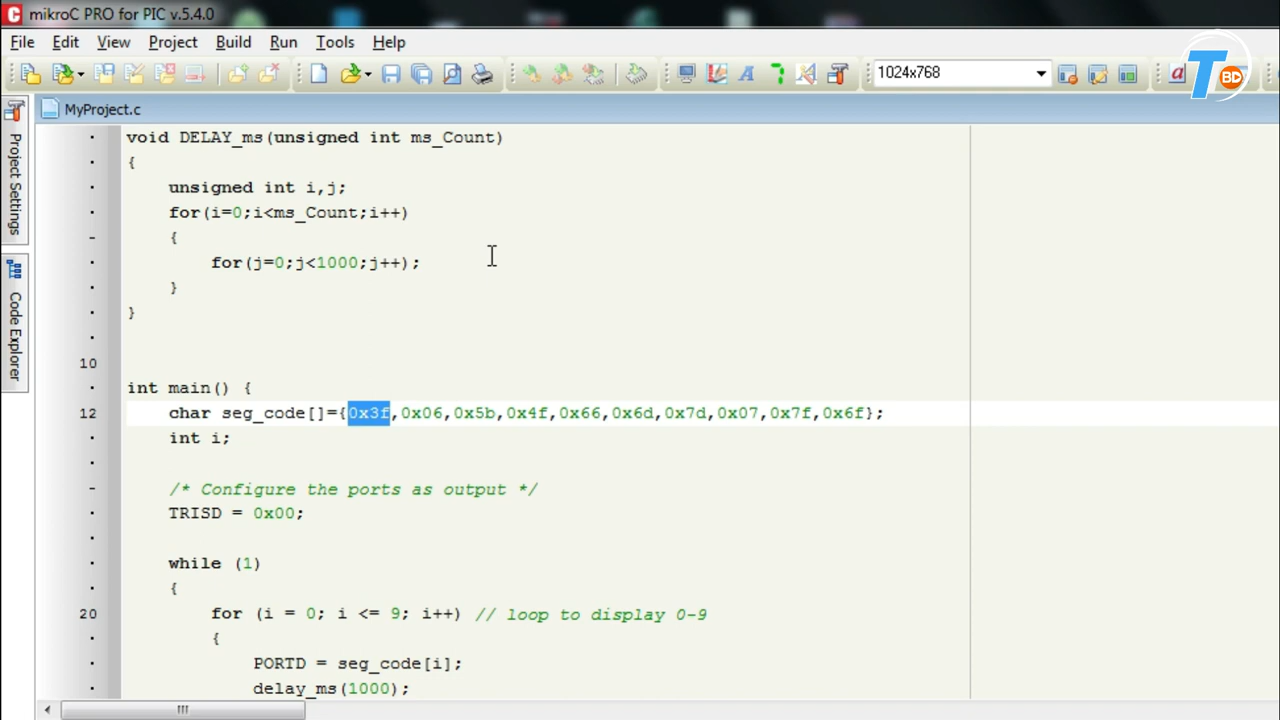 mikroC PRO for PIC v.5.4.0
File Edit View Project Build Run Tools Help
1024x768
T BD
MyProject.c
Project Settings
Code Explorer
void DELAY_ms(unsigned int ms_Count)
{
unsigned int i,j;
for(i=0;i<ms_Count;i++)
{
for(j=0;j<1000;j++);
}
}
10
int main() {
12 char seg_code[]={0x3f,0x06,0x5b,0x4f,0x66,0x6d,0x7d,0x07,0x7f,0x6f};
int i;
/* Configure the ports as output */
TRISD = 0x00;
while (1)
{
20 for (i = 0; i <= 9; i++) // loop to display 0-9
{
PORTD = seg_code[i];
delay_ms(1000);